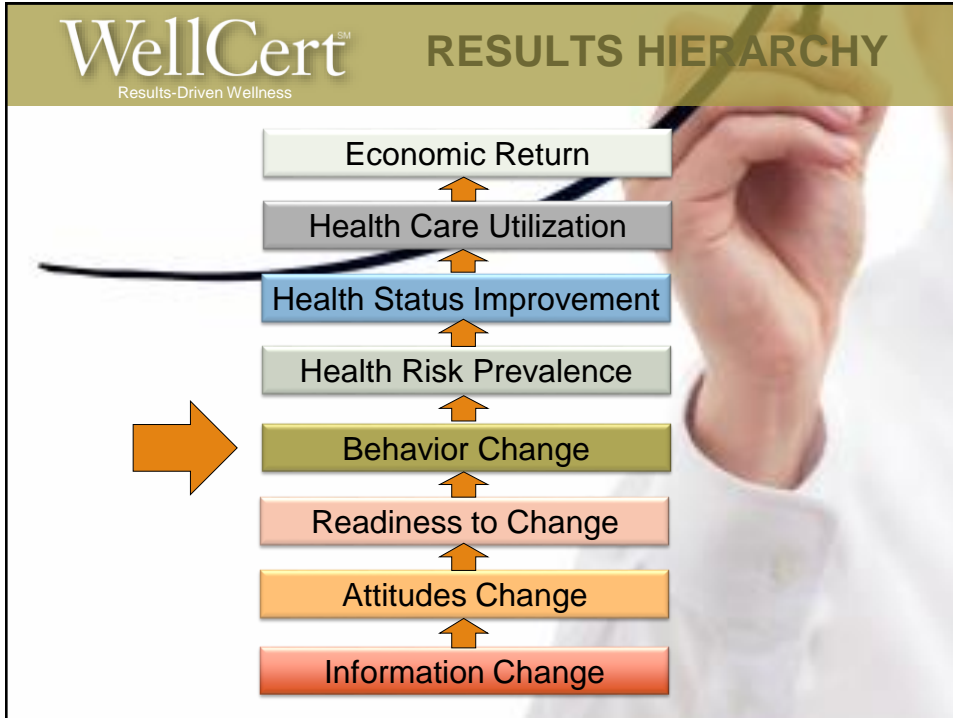 WellCert℠
RESULTS HIERARCHY
Results-Driven Wellness
Economic Return
Health Care Utilization
Health Status Improvement
Health Risk Prevalence
Behavior Change
Readiness to Change
Attitudes Change
Information Change